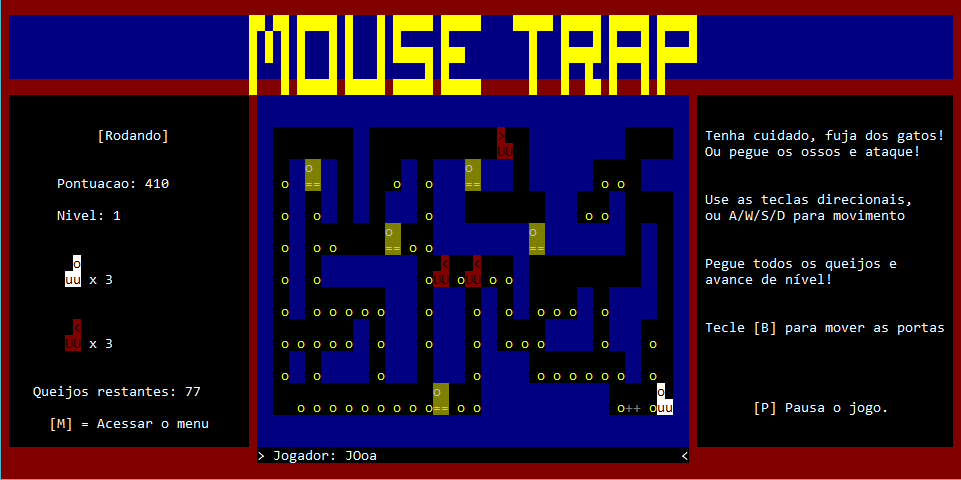 MOUSE TRAP
[Rodando]
Pontuacao: 410
Nivel: 1
x 3
x 3
Queijos restantes: 77
[M] = Acessar o menu
Tenha cuidado, fuja dos gatos!
Ou pegue os ossos e ataque!
Use as teclas direcionais,
ou A/W/S/D para movimento
Pegue todos os queijos e
avance de nível!
Tecle [B] para mover as portas
[P] Pausa o jogo.
> Jogador: JOoa <